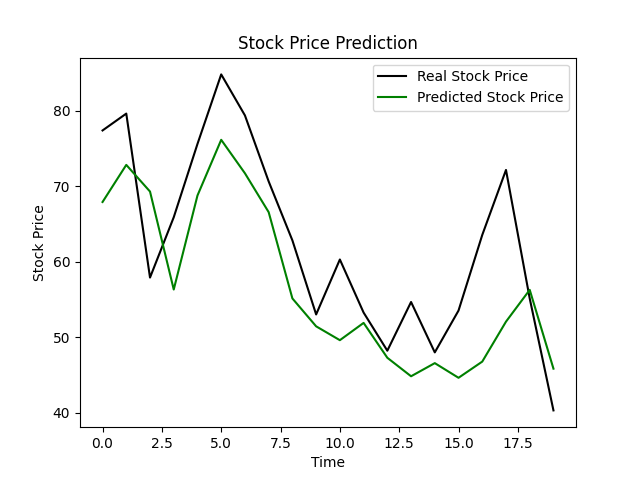 Stock Price Prediction
Real Stock Price
Predicted Stock Price
Stock Price
80
70
60
50
40
0.0 2.5 5.0 7.5 10.0 12.5 15.0 17.5
Time